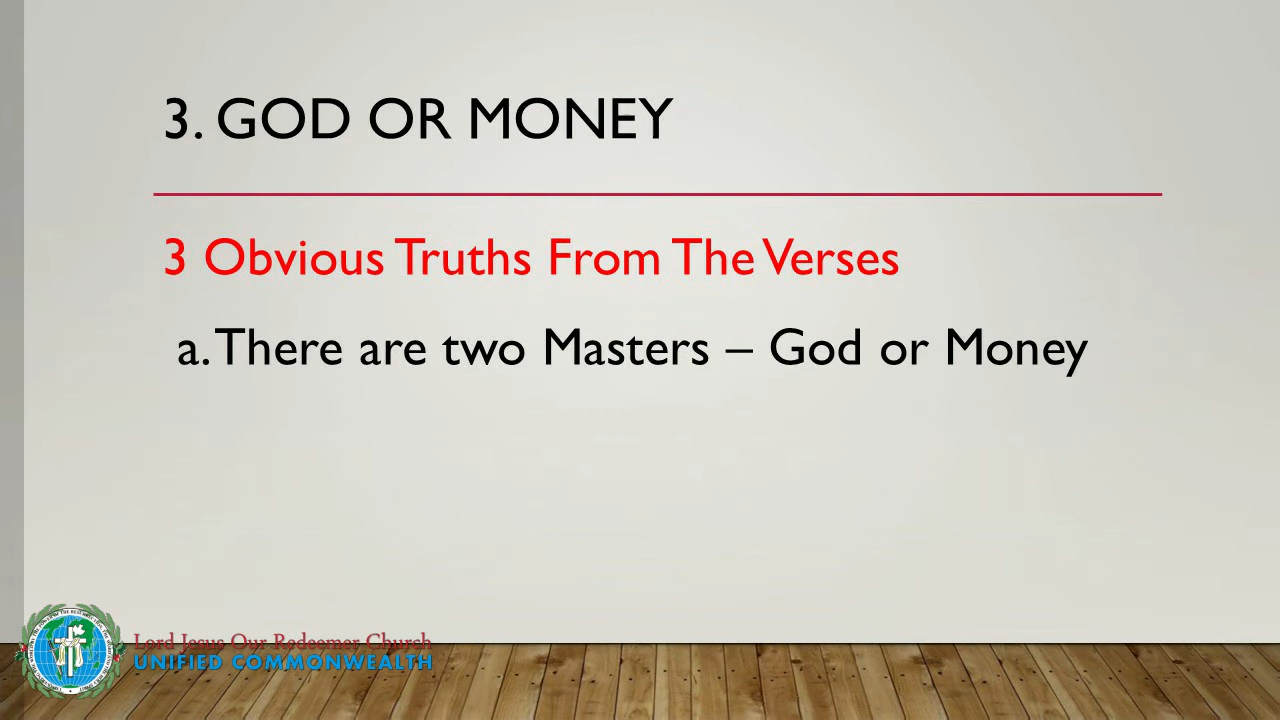 3. GOD OR MONEY
3 Obvious Truths From The Verses
a. There are two Masters – God or Money
Lord Jesus Our Redeemer Church
UNIFIED COMMONWEALTH